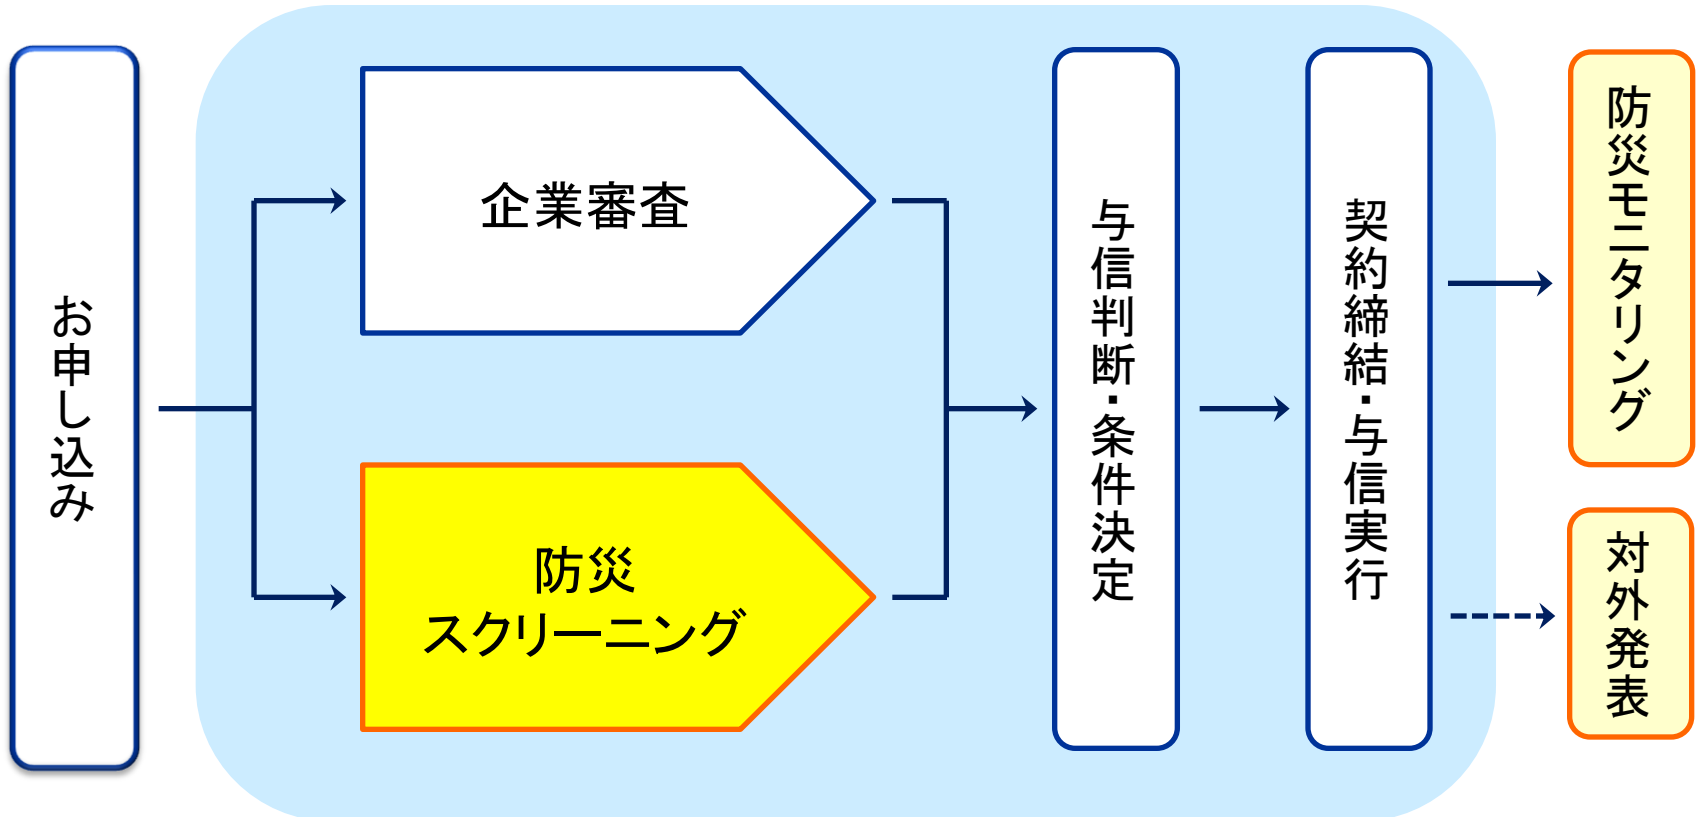 お申し込み
企業審査
防災
スクリーニング
与信判断・条件決定
契約締結・与信実行
防災モニタリング
対外発表